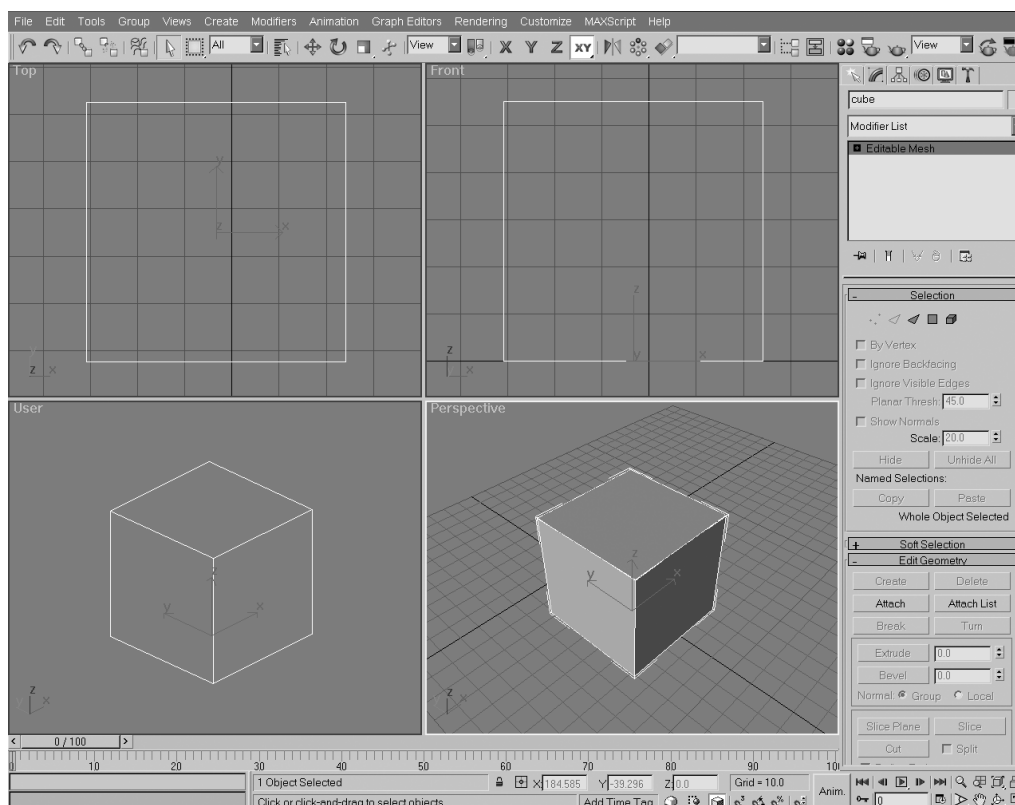 File Edit Tools Group Views Create Modifiers Animation Graph Editors Rendering Customize MAXScript Help
All View X Y Z XY View
Top
y
z x
y
z x
Front
z
y x
z
x
cube
Modifier List
Editable Mesh
Selection
By Vertex
Ignore Backfacing
Ignore Visible Edges
Planar Thresh: 45.0
Show Normals
Scale: 20.0
Hide Unhide All
Named Selections:
Copy Paste
Whole Object Selected
+ Soft Selection
- Edit Geometry
Create Delete
Attach Attach List
Break Turn
Extrude 0.0
Bevel 0.0
Normal: Group Local
Slice Plane Slice
Cut Split
User
z
y x
z
y x
Perspective
z
y x
z
y x
< 0 / 100 >
0 10 20 30 40 50 60 70 80 90 100
1 Object Selected X 184.585 Y -39.296 Z 0.0 Grid = 10.0
Click or click-and-drag to select objects Add Time Tag
Anim.
0